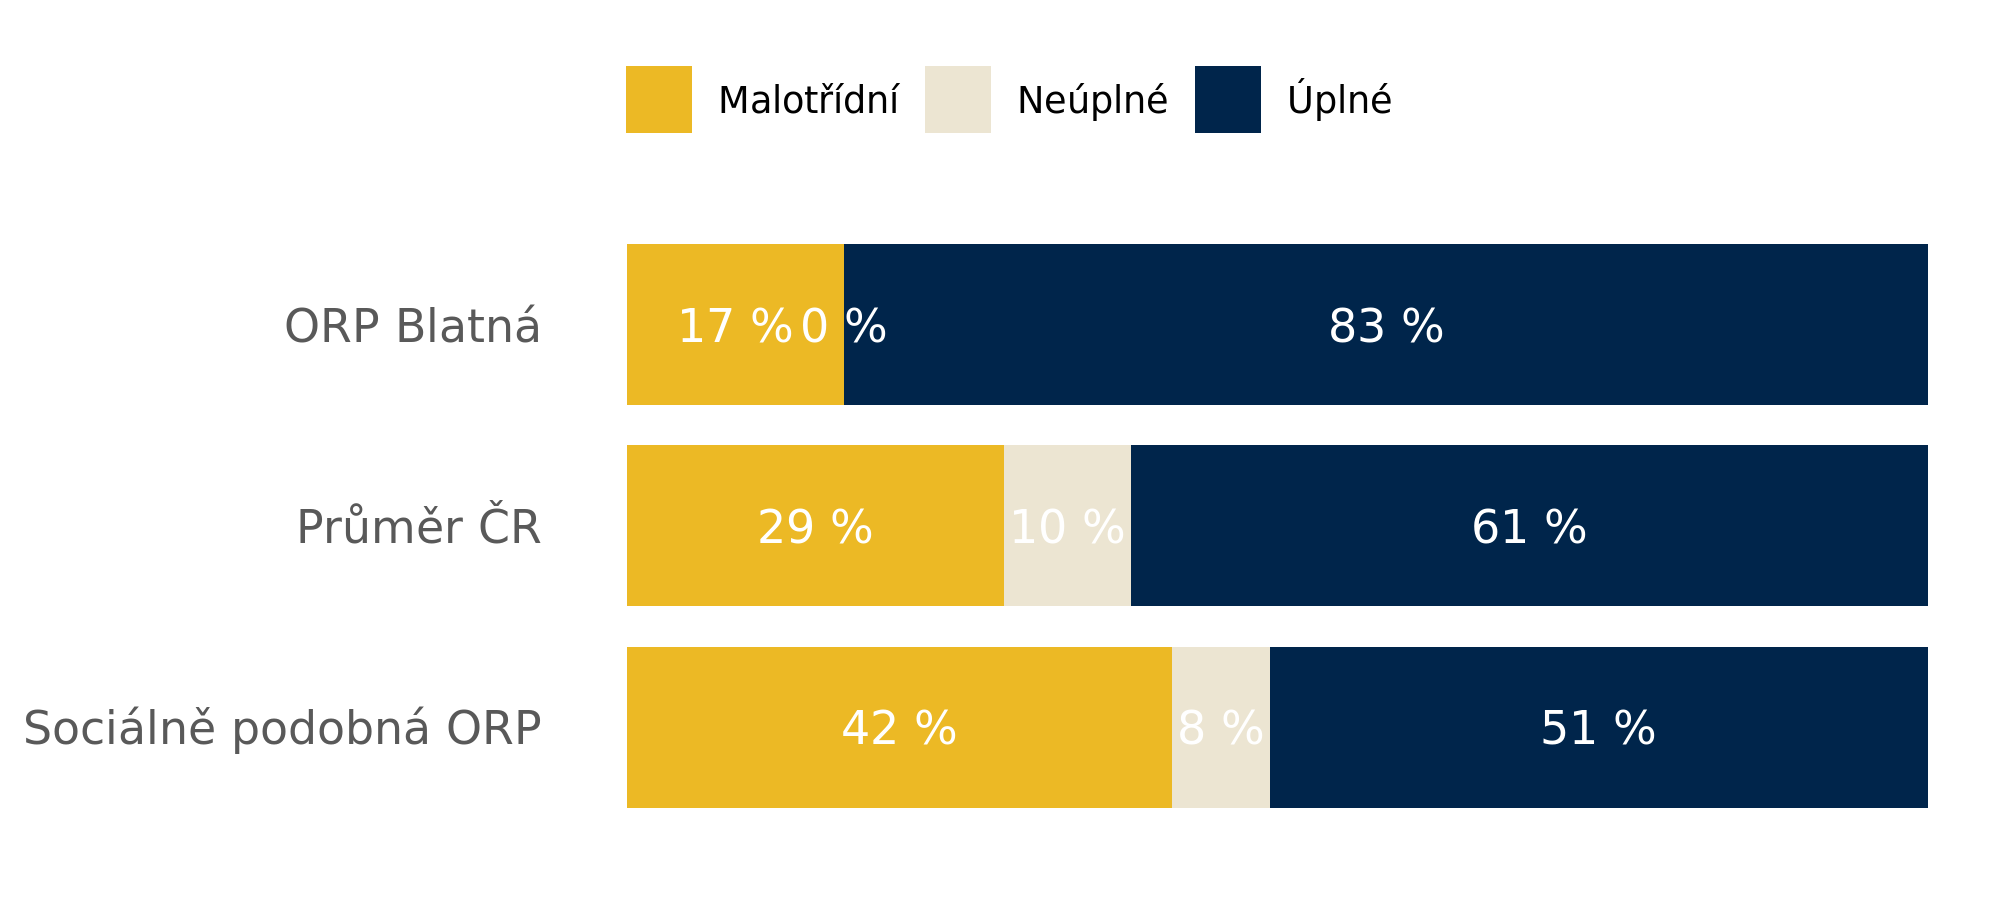 Malotřídní Neúplné Úplné
ORP Blatná 17 % 0 % 83 %
Průměr ČR 29 % 10 % 61 %
Sociálně podobná ORP 42 % 8 % 51 %